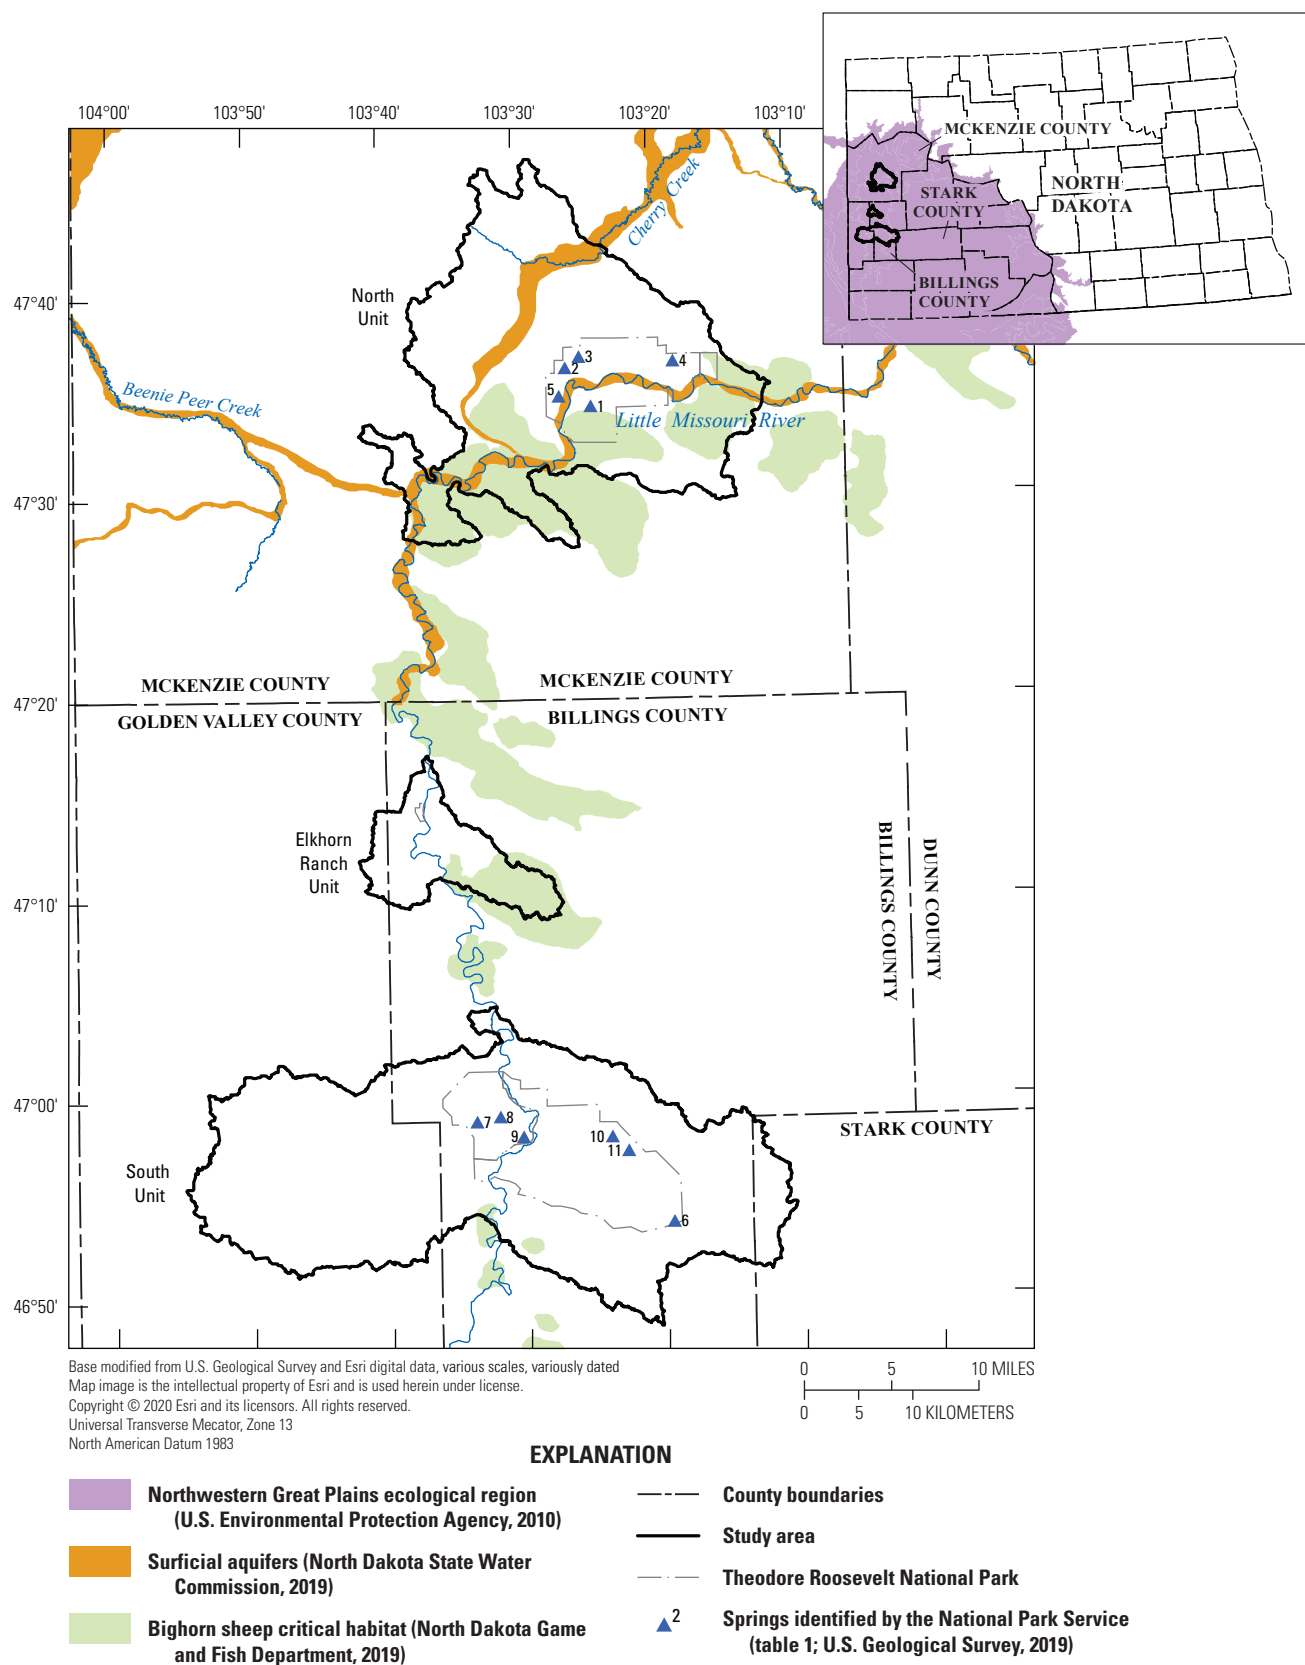 104°00'
103°50'
103°40'
103°30'
103°20'
103°10'
MCKENZIE COUNTY
STARK
COUNTY
NORTH
DAKOTA
BILLINGS
COUNTY
Cherry Creek
47°40'
North
Unit
3
2
4
5
1
Beenie Peer Creek
Little Missouri River
47°30'
MCKENZIE COUNTY
MCKENZIE COUNTY
47°20'
GOLDEN VALLEY COUNTY
BILLINGS COUNTY
Elkhorn
Ranch
Unit
BILLINGS COUNTY
DUNN COUNTY
47°10'
47°00'
7
8
9
10
11
STARK COUNTY
South
Unit
6
46°50'
Base modified from U.S. Geological Survey and Esri digital data, various scales, variously dated
Map image is the intellectual property of Esri and is used herein under license.
Copyright © 2020 Esri and its licensors. All rights reserved.
Universal Transverse Mecator, Zone 13
North American Datum 1983
0 5 10 MILES
0 5 10 KILOMETERS
EXPLANATION
Northwestern Great Plains ecological region
(U.S. Environmental Protection Agency, 2010)
Surficial aquifers (North Dakota State Water
Commission, 2019)
Bighorn sheep critical habitat (North Dakota Game
and Fish Department, 2019)
County boundaries
Study area
Theodore Roosevelt National Park
2
Springs identified by the National Park Service
(table 1; U.S. Geological Survey, 2019)